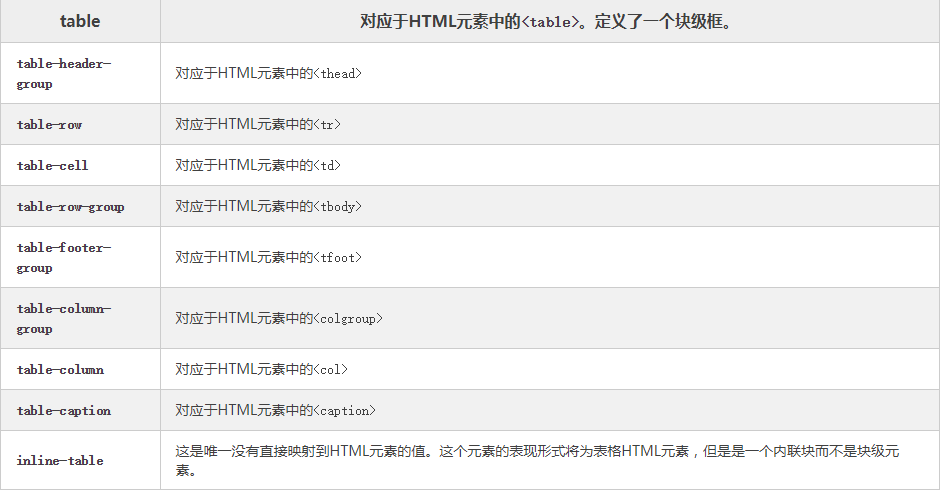 table 对应于HTML元素中的<table>。定义了一个块级框。
table-header-
group 对应于HTML元素中的<thead>
table-row 对应于HTML元素中的<tr>
table-cell 对应于HTML元素中的<td>
table-row-group 对应于HTML元素中的<tbody>
table-footer-
group 对应于HTML元素中的<tfoot>
table-column-
group 对应于HTML元素中的<colgroup>
table-column 对应于HTML元素中的<col>
table-caption 对应于HTML元素中的<caption>
inline-table 这是唯一没有直接映射到HTML元素的值。这个元素的表现形式将为表格HTML元素，但是是一个内联块而不是块级元
素。